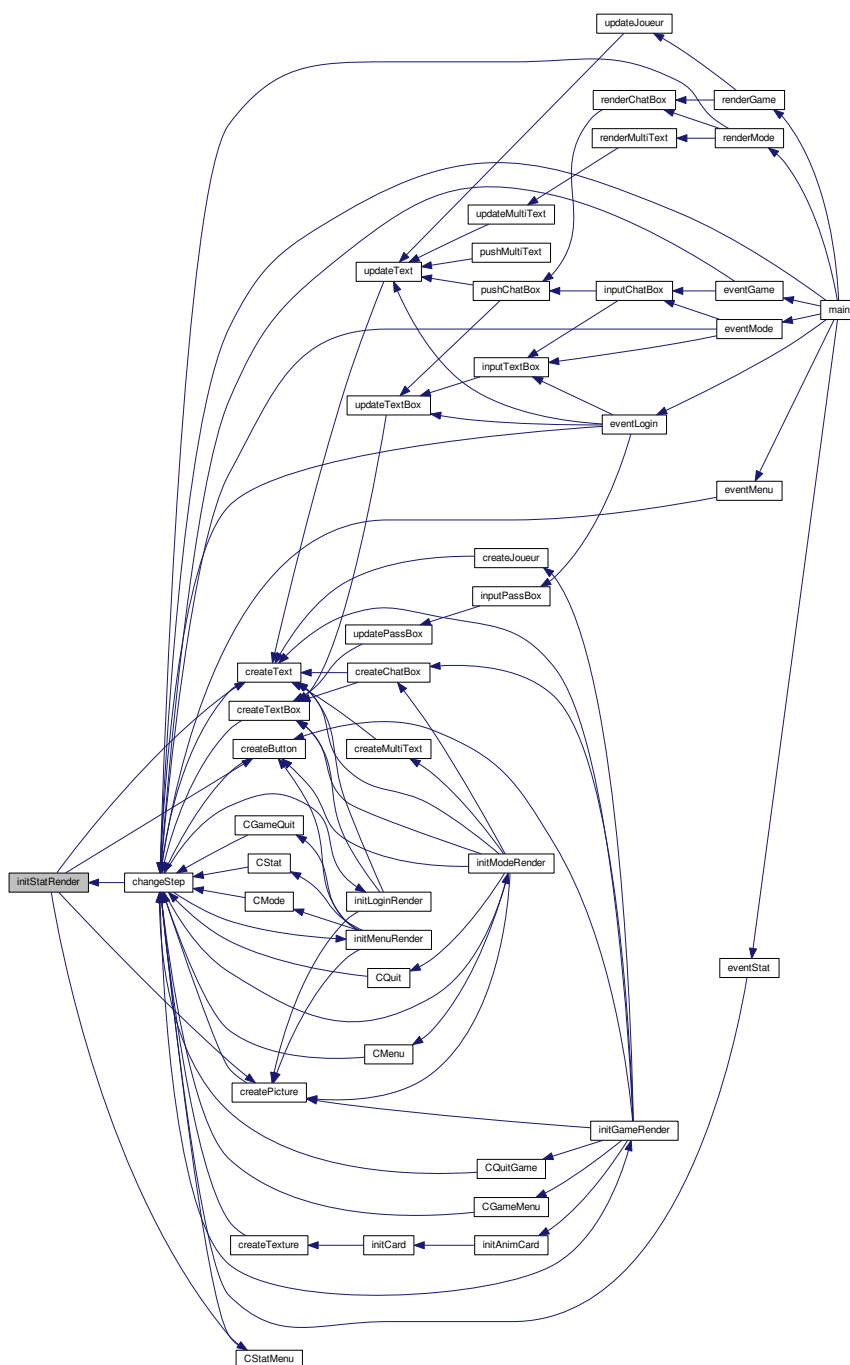 updateJoueur
renderChatBox
renderGame
renderMultiText
renderMode
updateMultiText
pushMultiText
updateText
pushChatBox
inputChatBox
eventGame
main
eventMode
inputTextBox
updateTextBox
eventLogin
eventMenu
createJoueur
inputPassBox
updatePassBox
createText
createChatBox
createTextBox
createButton
createMultiText
CGameQuit
CStat
initModeRender
initStatRender
changeStep
CMode
initLoginRender
initMenuRender
CQuit
eventStat
CMenu
createPicture
initGameRender
CQuitGame
CGameMenu
createTexture
initCard
initAnimCard
CStatMenu